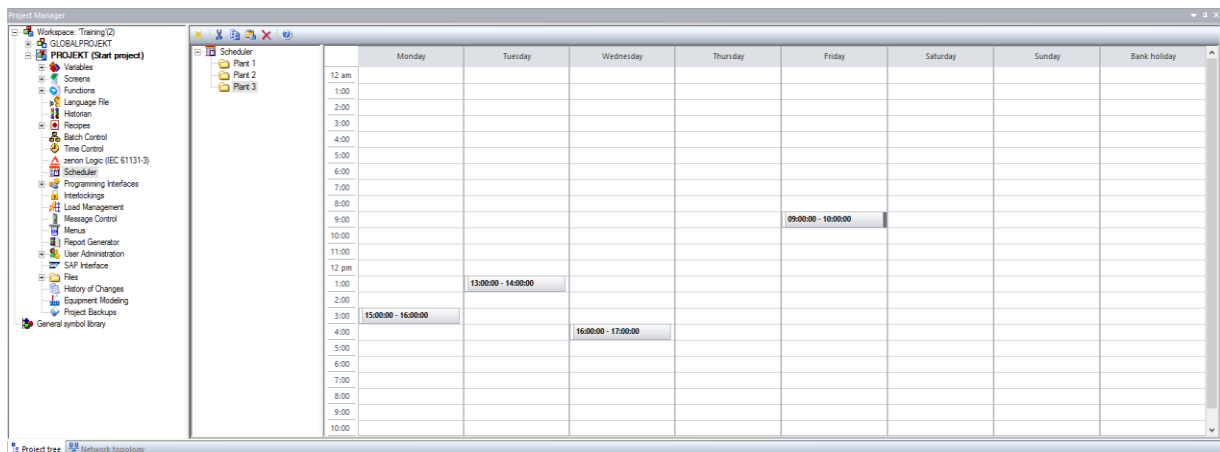 Project Manager
Workspace: 'Training'(2)
GLOBALPROJEKT
PROJEKT (Start project)
Variables
Screens
Functions
Language File
Historian
Recipes
Batch Control
Time Control
zenon Logic (IEC 61131-3)
Scheduler
Programming Interfaces
Interlockings
Load Management
Message Control
Menus
Report Generator
User Administration
SAP Interface
Files
History of Changes
Equipment Modeling
Project Backups
General symbol library
Scheduler
Plant 1
Plant 2
Plant 3
Monday Tuesday Wednesday Thursday Friday Saturday Sunday Bank holiday
12 am
1:00
2:00
3:00
4:00
5:00
6:00
7:00
8:00
9:00 09:00:00 - 10:00:00
10:00
11:00
12 pm
1:00 13:00:00 - 14:00:00
2:00
3:00 15:00:00 - 16:00:00
4:00 16:00:00 - 17:00:00
5:00
6:00
7:00
8:00
9:00
10:00
Project tree Network topology